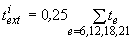 t^i_ext = 0,25 ∑ t_e
e=6,12,18,21